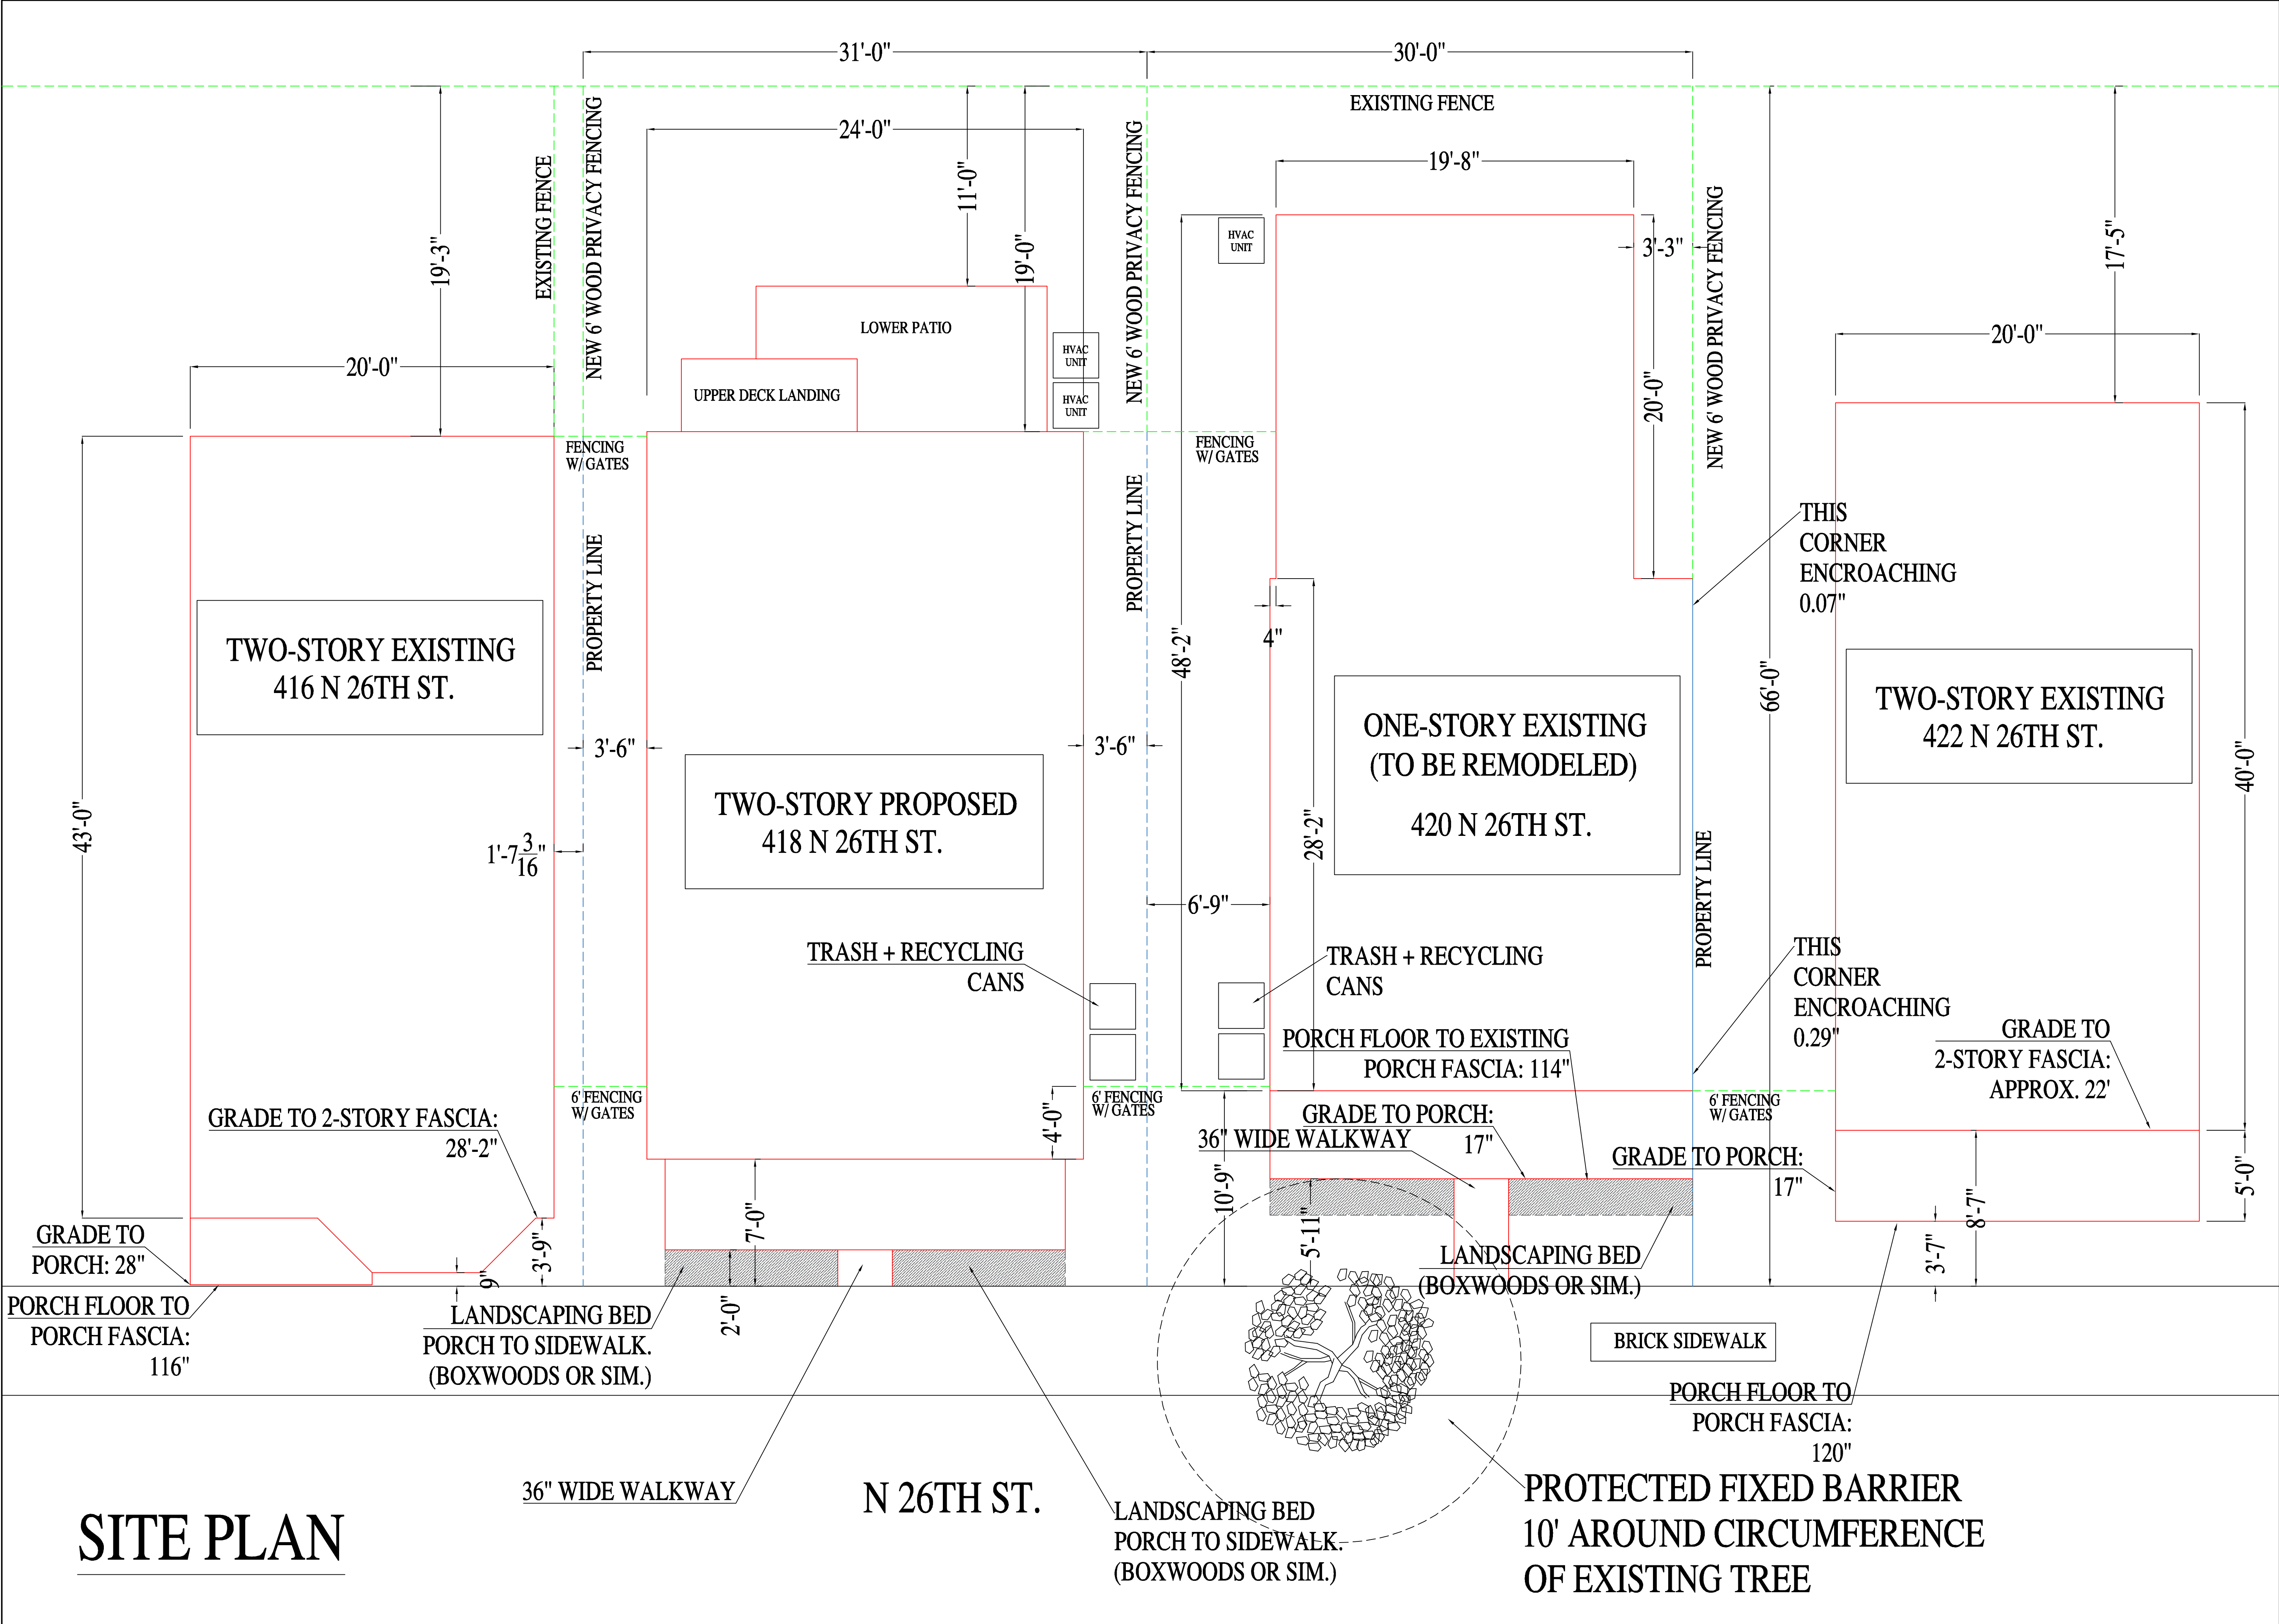 31'-0"
30'-0"
EXISTING FENCE
24'-0"
19'-8"
11'-0"
19'-3"
19'-0"
17'-5"
EXISTING FENCE
NEW 6' WOOD PRIVACY FENCING
NEW 6' WOOD PRIVACY FENCING
NEW 6' WOOD PRIVACY FENCING
HVAC
UNIT
3'-3"
LOWER PATIO
20'-0"
20'-0"
HVAC
UNIT
UPPER DECK LANDING
HVAC
UNIT
20'-0"
FENCING
W/ GATES
FENCING
W/ GATES
PROPERTY LINE
PROPERTY LINE
THIS
CORNER
ENCROACHING
0.07"
4"
48'-2"
66'-0"
TWO-STORY EXISTING
416 N 26TH ST.
TWO-STORY PROPOSED
418 N 26TH ST.
ONE-STORY EXISTING
(TO BE REMODELED)
420 N 26TH ST.
TWO-STORY EXISTING
422 N 26TH ST.
3'-6"
3'-6"
43'-0"
40'-0"
28'-2"
1'-7 3/16"
6'-9"
PROPERTY LINE
TRASH + RECYCLING
CANS
TRASH + RECYCLING
CANS
THIS
CORNER
ENCROACHING
0.29"
PORCH FLOOR TO EXISTING
PORCH FASCIA: 114"
GRADE TO
2-STORY FASCIA:
APPROX. 22'
6' FENCING
W/ GATES
6' FENCING
W/ GATES
6' FENCING
W/ GATES
GRADE TO 2-STORY FASCIA:
28'-2"
4'-0"
GRADE TO PORCH:
17"
36" WIDE WALKWAY
GRADE TO PORCH:
17"
10'-9"
5'-0"
8'-7"
7'-0"
5'-11"
3'-7"
3'-9"
9"
2'-0"
GRADE TO
PORCH: 28"
LANDSCAPING BED
(BOXWOODS OR SIM.)
PORCH FLOOR TO
PORCH FASCIA:
116"
LANDSCAPING BED
PORCH TO SIDEWALK.
(BOXWOODS OR SIM.)
BRICK SIDEWALK
PORCH FLOOR TO
PORCH FASCIA:
120"
36" WIDE WALKWAY
N 26TH ST.
LANDSCAPING BED
PORCH TO SIDEWALK.
(BOXWOODS OR SIM.)
PROTECTED FIXED BARRIER
10' AROUND CIRCUMFERENCE
OF EXISTING TREE
SITE PLAN